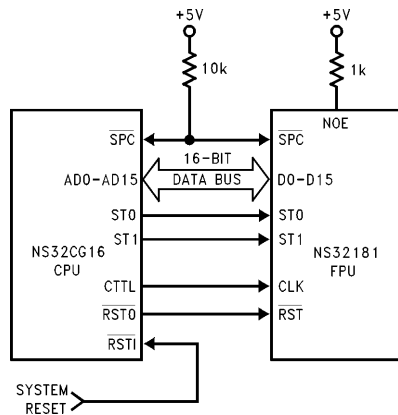 +5V
+5V
10k
1k
NOE
SPC
SPC
16-BIT
AD0-AD15
DATA BUS
D0-D15
ST0
ST0
ST1
ST1
NS32CG16
CPU
NS32181
FPU
CTTL
CLK
RSTO
RST
RSTI
SYSTEM
RESET